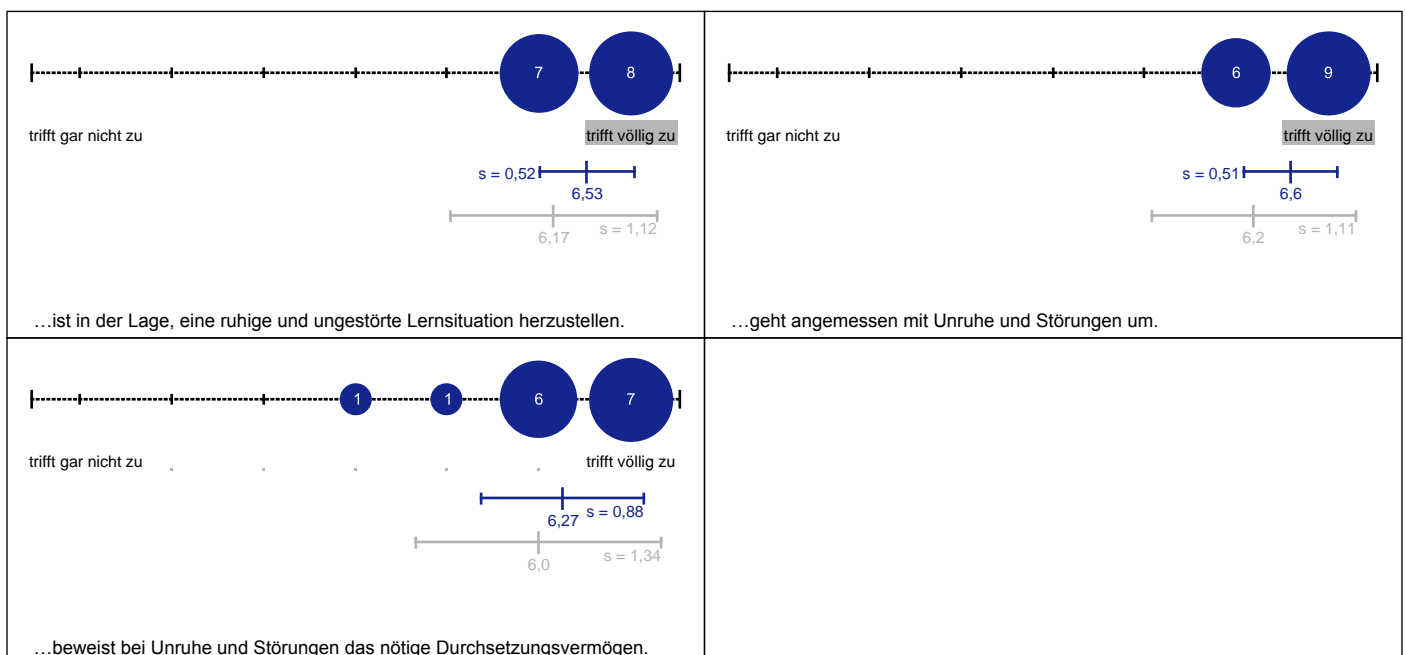 7 8
trifft gar nicht zu trifft völlig zu
s = 0,52
6,53
6,17 s = 1,12
…ist in der Lage, eine ruhige und ungestörte Lernsituation herzustellen.
6 9
trifft gar nicht zu trifft völlig zu
s = 0,51
6,6
6,2 s = 1,11
…geht angemessen mit Unruhe und Störungen um.
1 1 6 7
trifft gar nicht zu trifft völlig zu
6,27 s = 0,88
6,0 s = 1,34
…beweist bei Unruhe und Störungen das nötige Durchsetzungsvermögen.